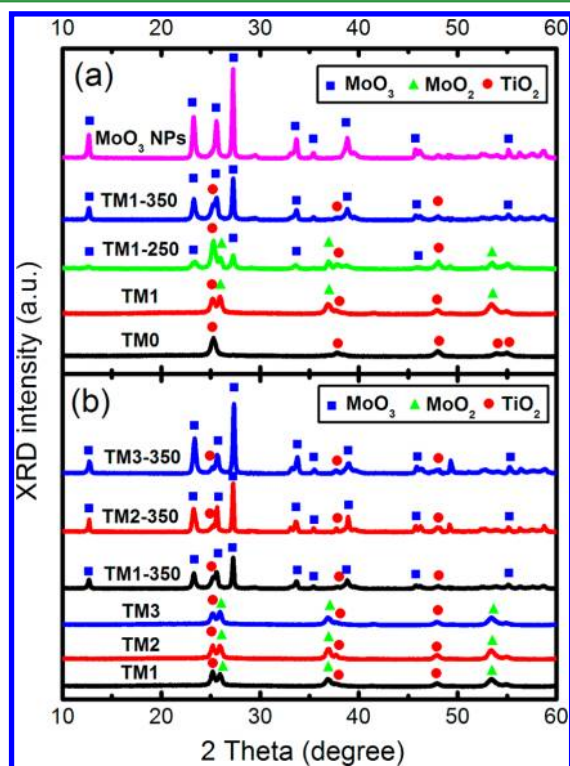 10 20 30 40 50 60
(a)
MoO₃ MoO₂ TiO₂
MoO₃ NPs
TM1-350
TM1-250
TM1
TM0
XRD intensity (a.u.)
(b)
MoO₃ MoO₂ TiO₂
TM3-350
TM2-350
TM1-350
TM3
TM2
TM1
10 20 30 40 50 60
2 Theta (degree)